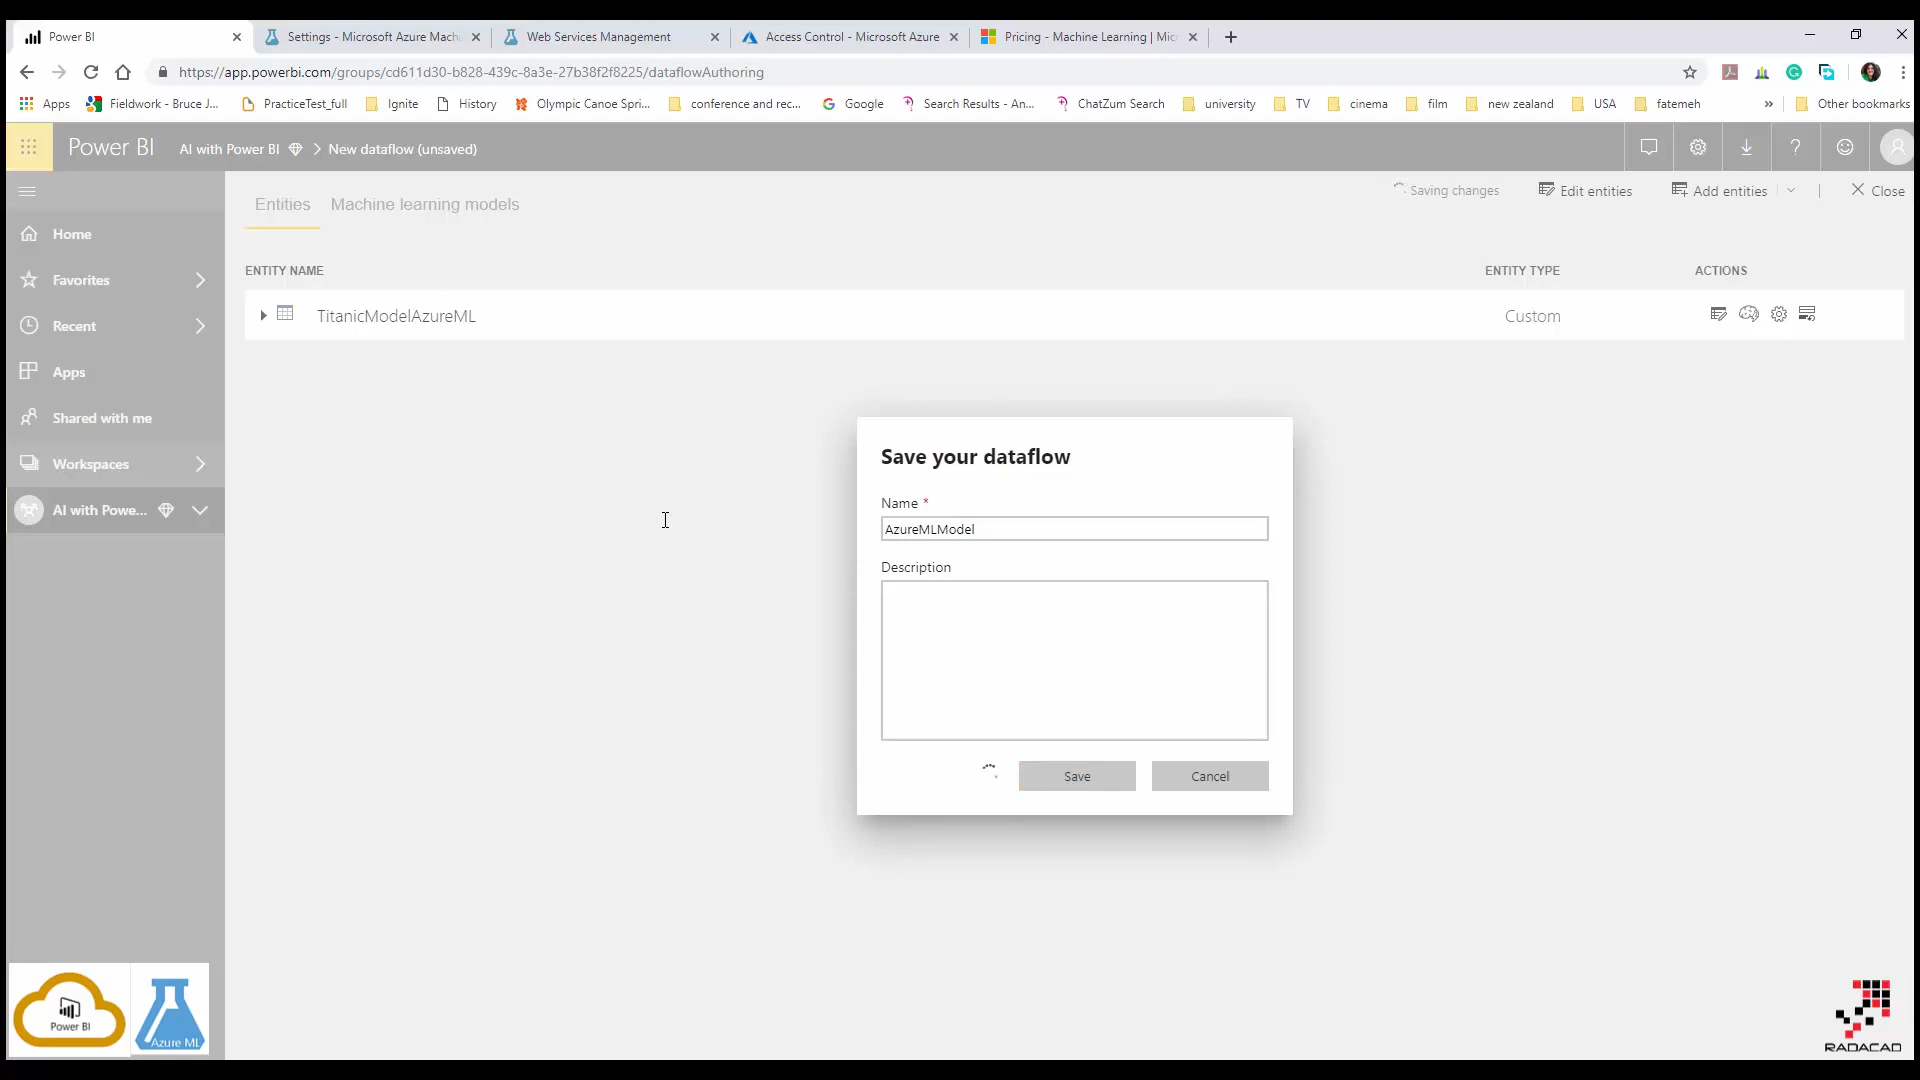 Power BI
Settings - Microsoft Azure Mach
Web Services Management
Access Control - Microsoft Azure
Pricing - Machine Learning | Micr
https://app.powerbi.com/groups/cd611d30-b828-439c-8a3e-27b38f2f8225/dataflowAuthoring
Apps
Fieldwork - Bruce J...
PracticeTest_full
Ignite
History
Olympic Canoe Spri...
conference and rec...
Google
Search Results - An...
ChatZum Search
university
TV
cinema
film
new zealand
USA
fatemeh
»
Other bookmarks
Power BI
AI with Power BI > New dataflow (unsaved)
Saving changes
Edit entities
Add entities
Close
Entities
Machine learning models
Home
Favorites
Recent
Apps
Shared with me
Workspaces
AI with Powe...
ENTITY NAME
ENTITY TYPE
ACTIONS
TitanicModelAzureML
Custom
Save your dataflow
Name *
AzureMLModel
Description
Save
Cancel
Power BI
Azure ML
RADACAD